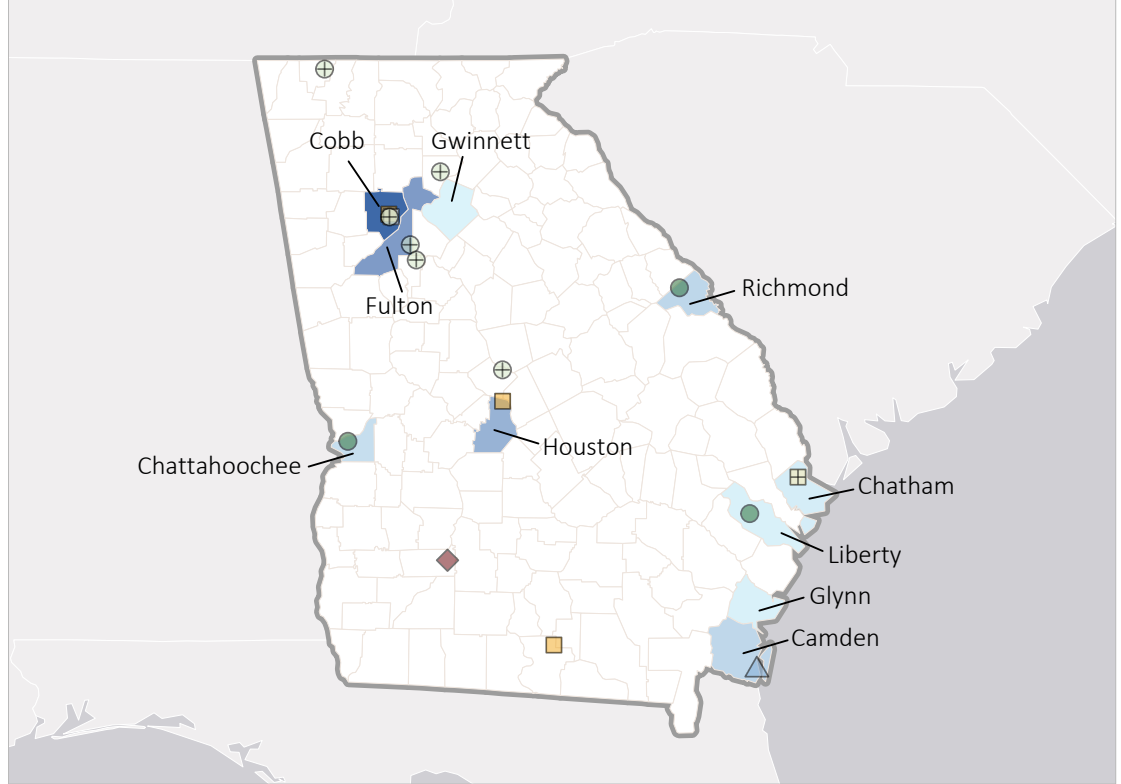 Cobb
Gwinnett
Fulton
Richmond
Houston
Chattahoochee
Chatham
Liberty
Glynn
Camden